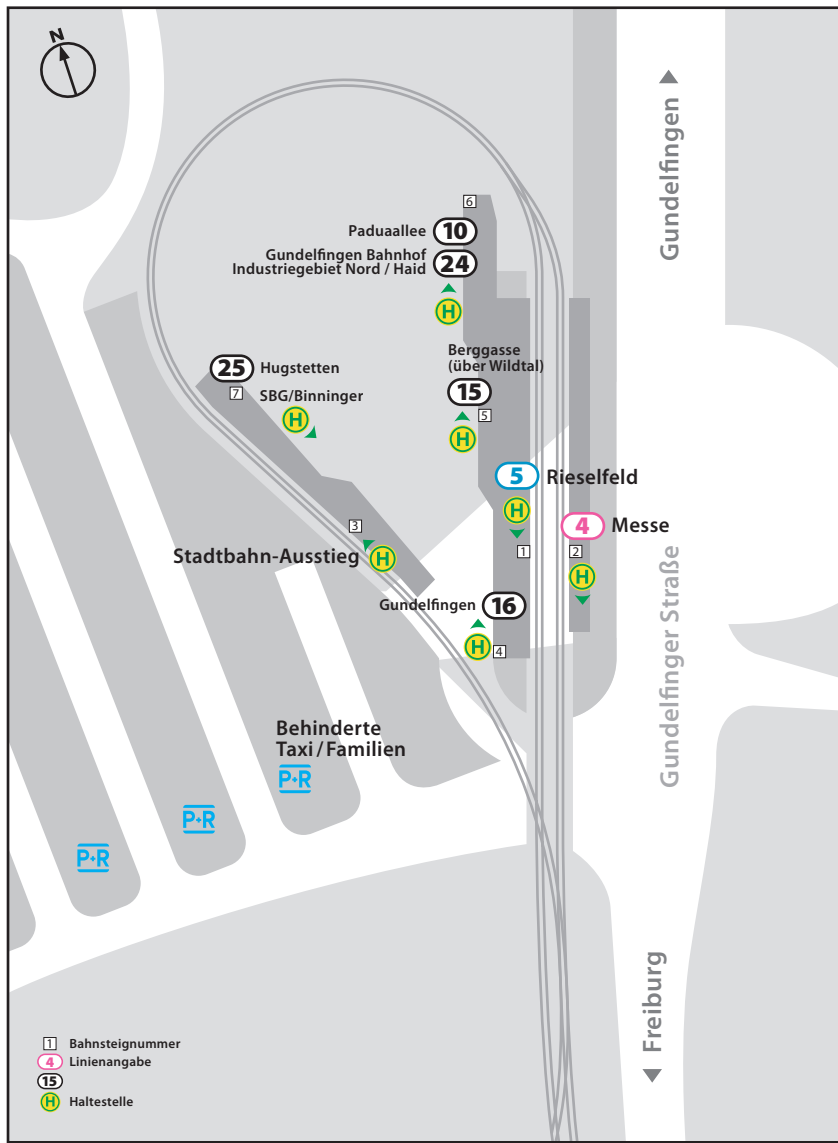 N
Gundelfingen
6
Paduaallee
10
Gundelfingen Bahnhof
Industriegebiet Nord / Haid
24
H
25
Hugstetten
7
SBG/Binninger
H
Berggasse
(über Wildtal)
15
5
H
5
Rieselfeld
H
1
4
Messe
2
H
3
Stadtbahn-Ausstieg
H
Gundelfingen
16
H
4
Gundelfinger Straße
Behinderte
Taxi / Familien
P+R
P+R
P+R
Freiburg
1 Bahnsteignummer
4 Linienangabe
15
H Haltestelle